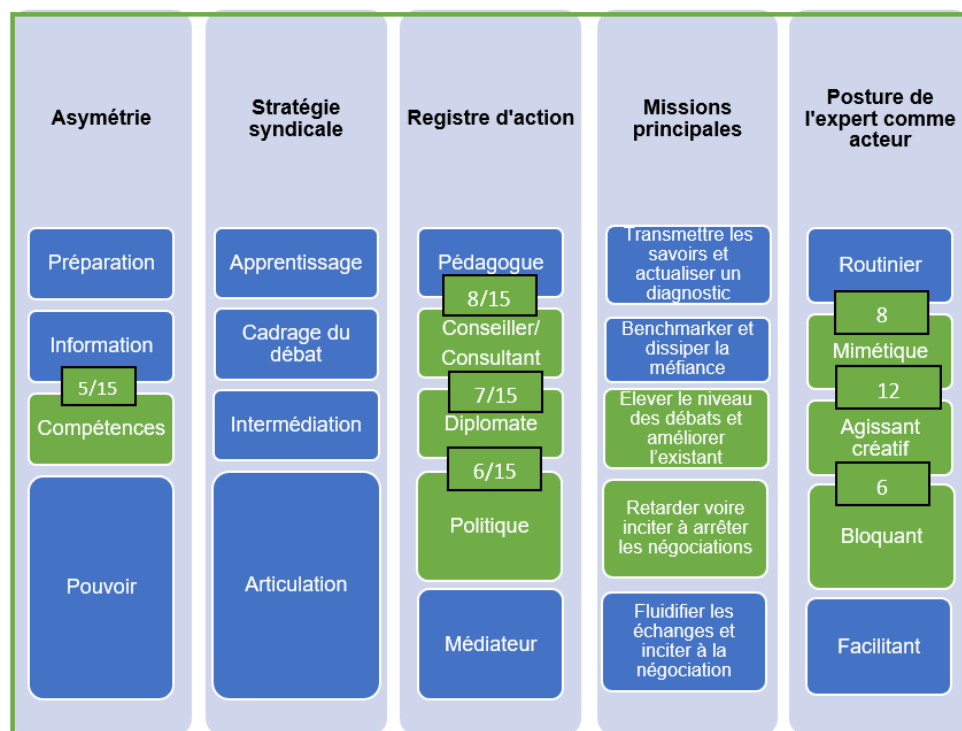 Asymétrie
Préparation
Information
5/15
Compétences
Pouvoir
Stratégie
syndicale
Apprentissage
Cadrage du
débat
Intermédiation
Articulation
Registre d'action
Pédagogue
8/15
Conseiller/
Consultant
7/15
Diplomate
6/15
Politique
Médiateur
Missions
principales
Transmettre les
savoirs et
actualiser un
diagnostic
Benchmarker et
dissiper la
méfiance
Elever le niveau
des débats et
améliorer
l'existant
Retarder voire
inciter à arrêter
les négociations
Fluidifier les
échanges et
inciter à la
négociation
Posture de
l'expert comme
acteur
Routinier
8
Mimétique
12
Agissant
créatif
6
Bloquant
Facilitant